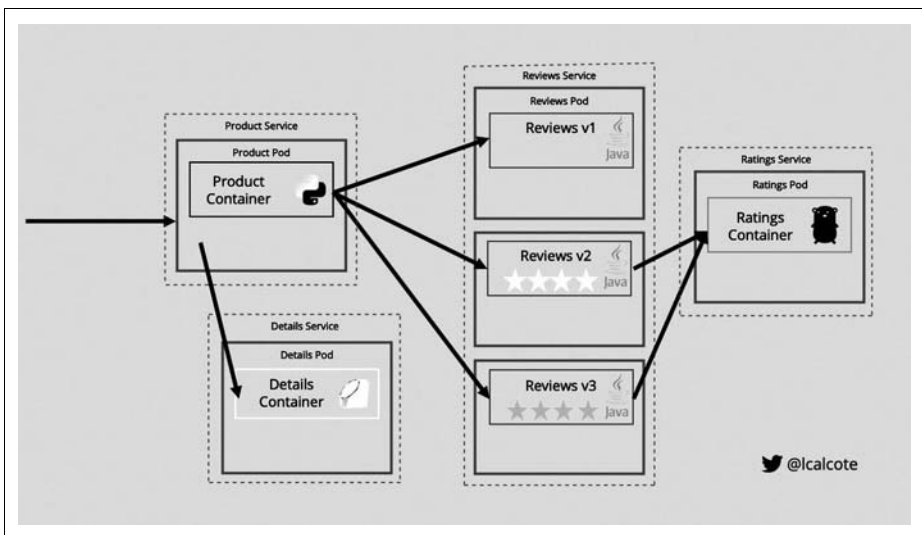 Product Service
Product Pod
Product
Container
Details Service
Details Pod
Details
Container
Reviews Service
Reviews Pod
Reviews v1
Java
Reviews v2
Java
Reviews v3
Java
Ratings Service
Ratings Pod
Ratings
Container
@lcalcote